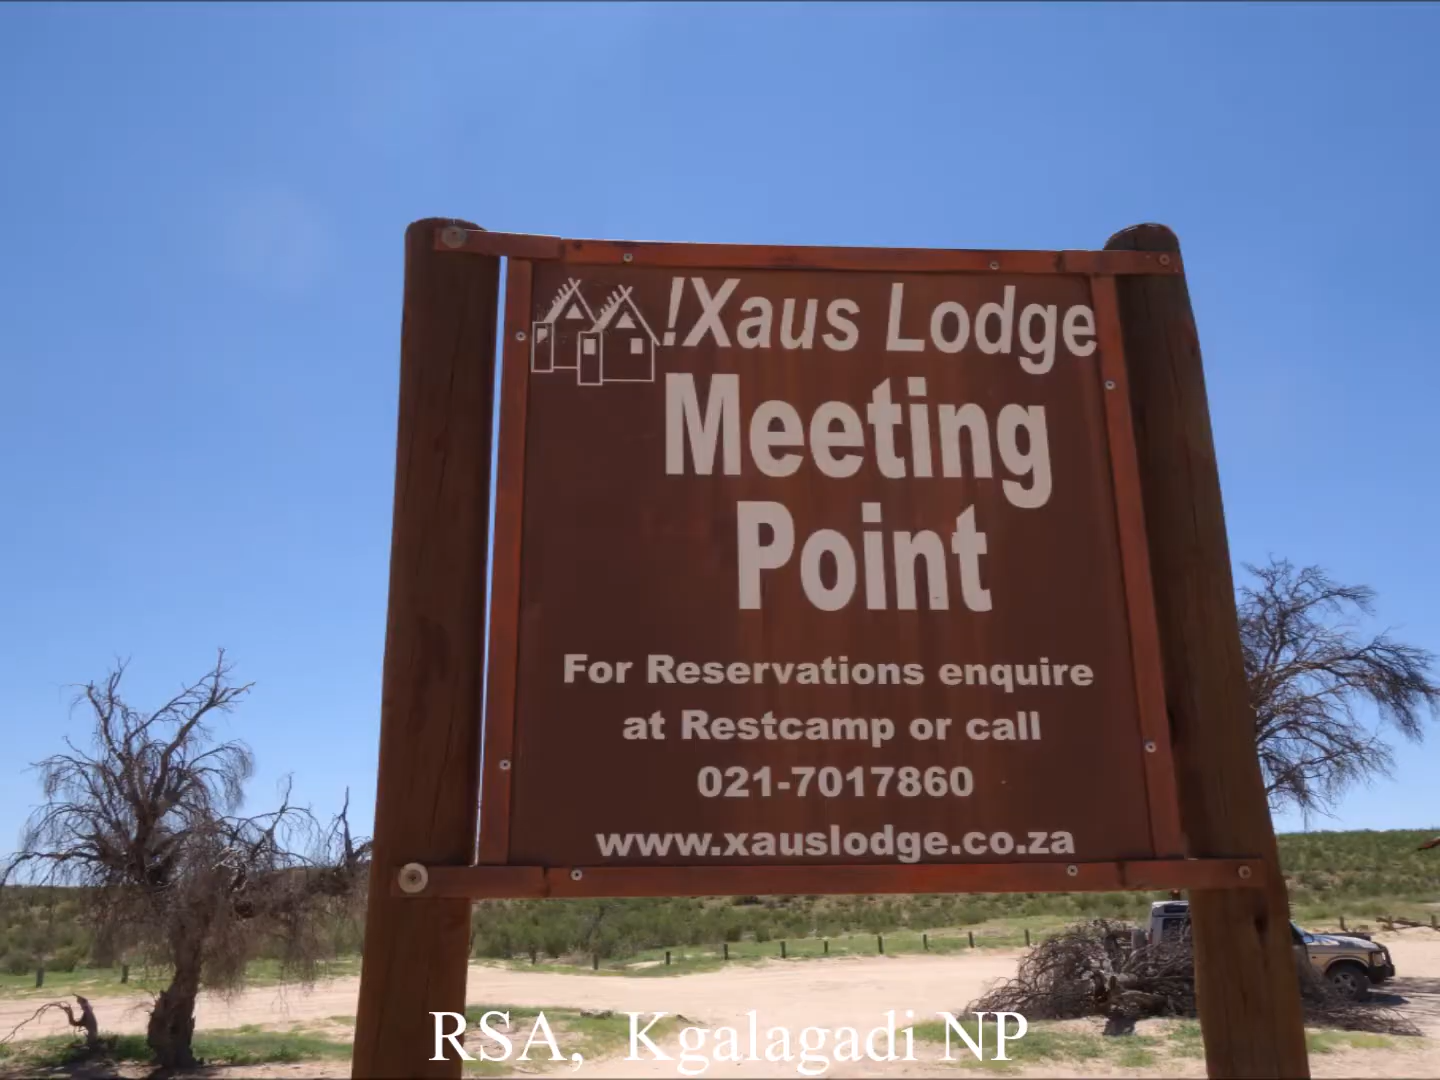 !Xaus Lodge
Meeting
Point
For Reservations enquire
at Restcamp or call
021-7017860
www.xauslodge.co.za
RSA, Kgalagadi NP